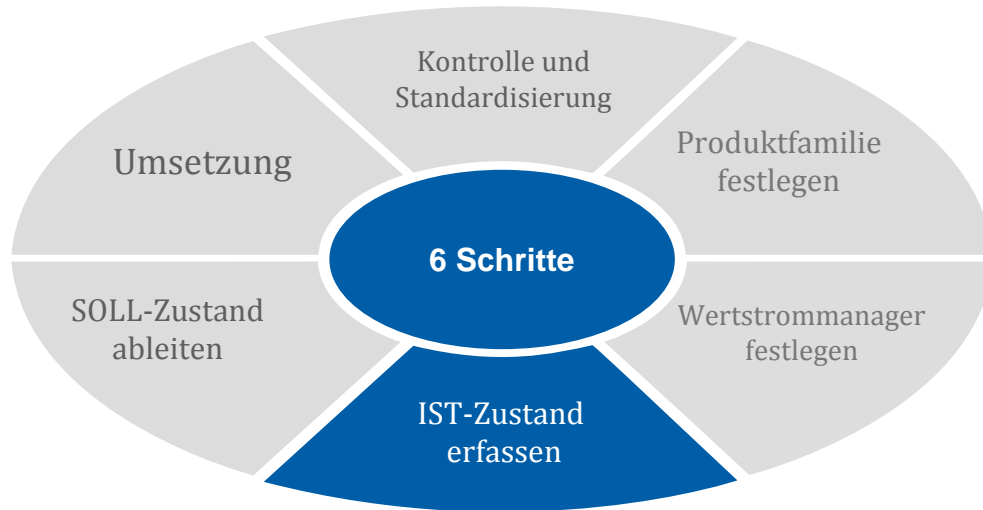 Kontrolle und
Standardisierung
Produktfamilie
festlegen
Umsetzung
6 Schritte
SOLL-Zustand
ableiten
Wertstrommanager
festlegen
IST-Zustand
erfassen